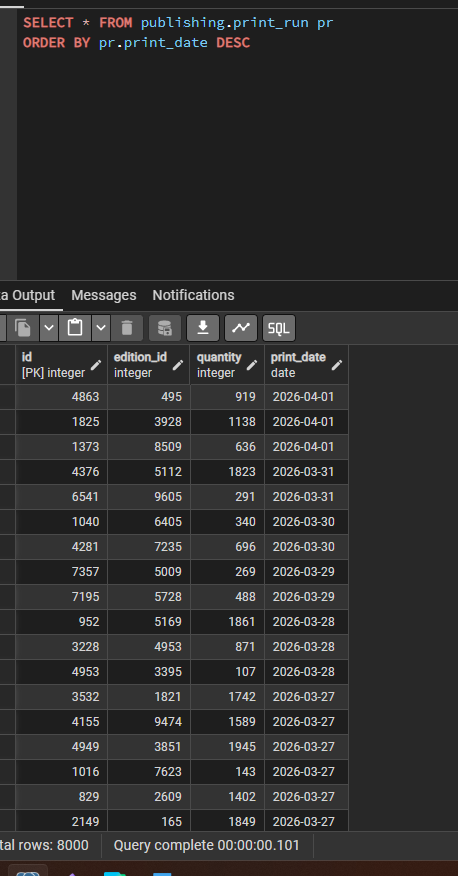 SELECT * FROM publishing.print_run pr
ORDER BY pr.print_date DESC
a Output Messages Notifications
SQL
id edition_id quantity print_date
[PK] integer integer integer date
4863 495 919 2026-04-01
1825 3928 1138 2026-04-01
1373 8509 636 2026-04-01
4376 5112 1823 2026-03-31
6541 9605 291 2026-03-31
1040 6405 340 2026-03-30
4281 7235 696 2026-03-30
7357 5009 269 2026-03-29
7195 5728 488 2026-03-29
952 5169 1861 2026-03-28
3228 4953 871 2026-03-28
4953 3395 107 2026-03-28
3532 1821 1742 2026-03-27
4155 9474 1589 2026-03-27
4949 3851 1945 2026-03-27
1016 7623 143 2026-03-27
829 2609 1402 2026-03-27
2149 165 1849 2026-03-27
tal rows: 8000 Query complete 00:00:00.101